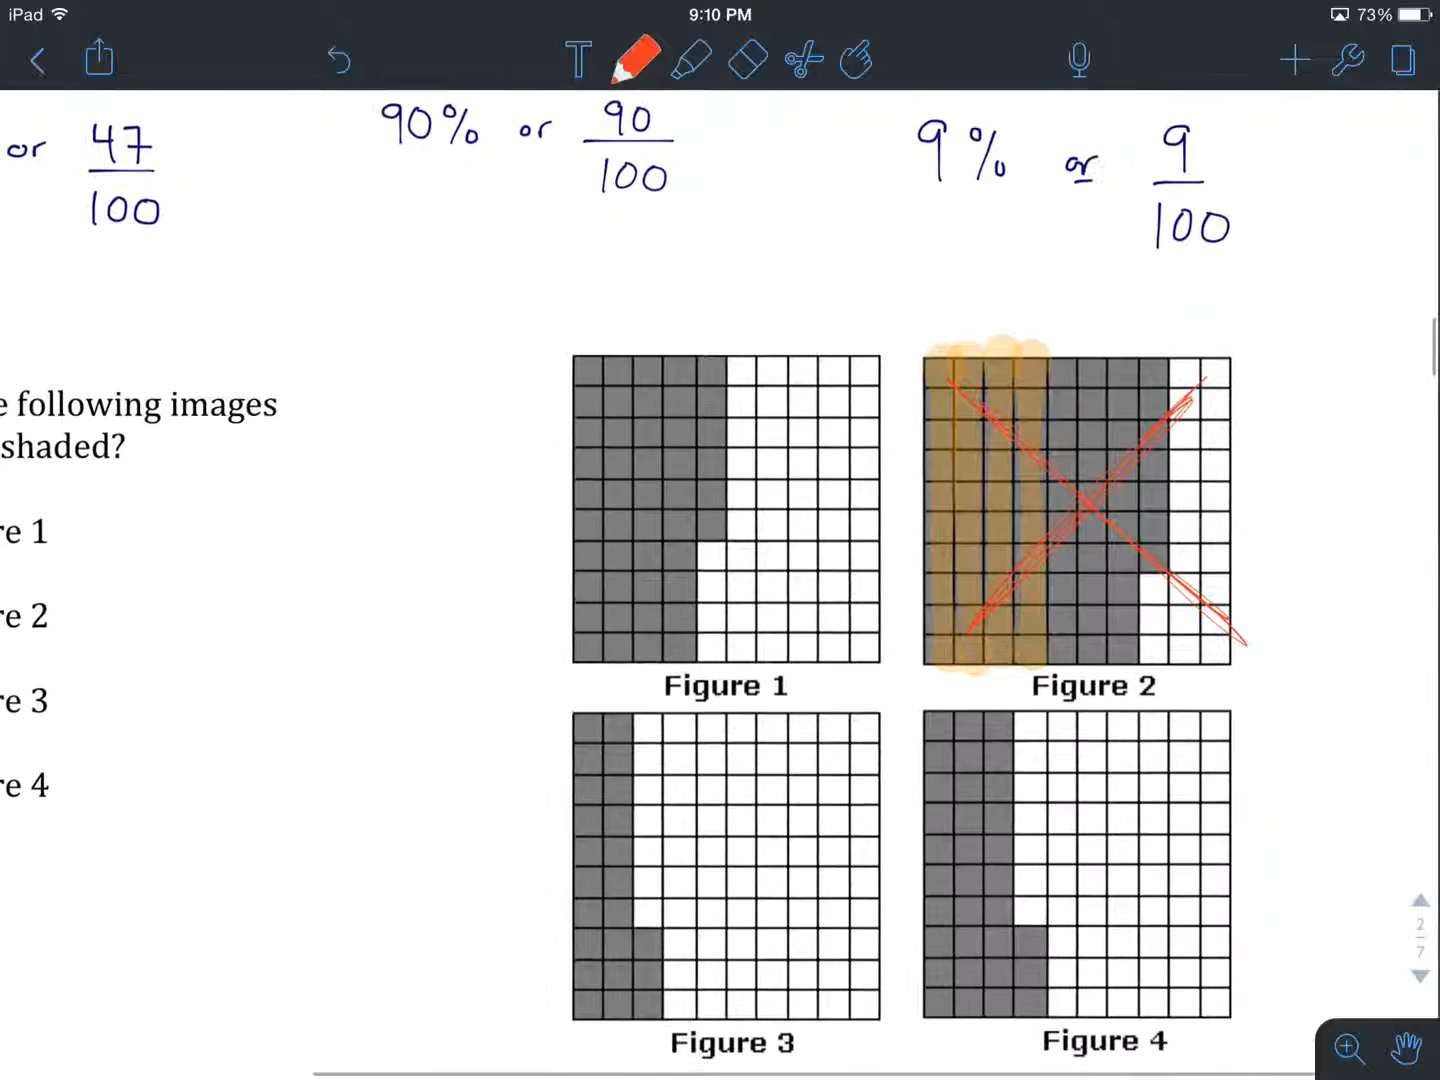 iPad
9:10 PM
73%
T
or 47/100
90% or 90/100
9% or 9/100
e following images
shaded?
re 1
re 2
re 3
re 4
Figure 1
Figure 2
Figure 3
Figure 4
2
7